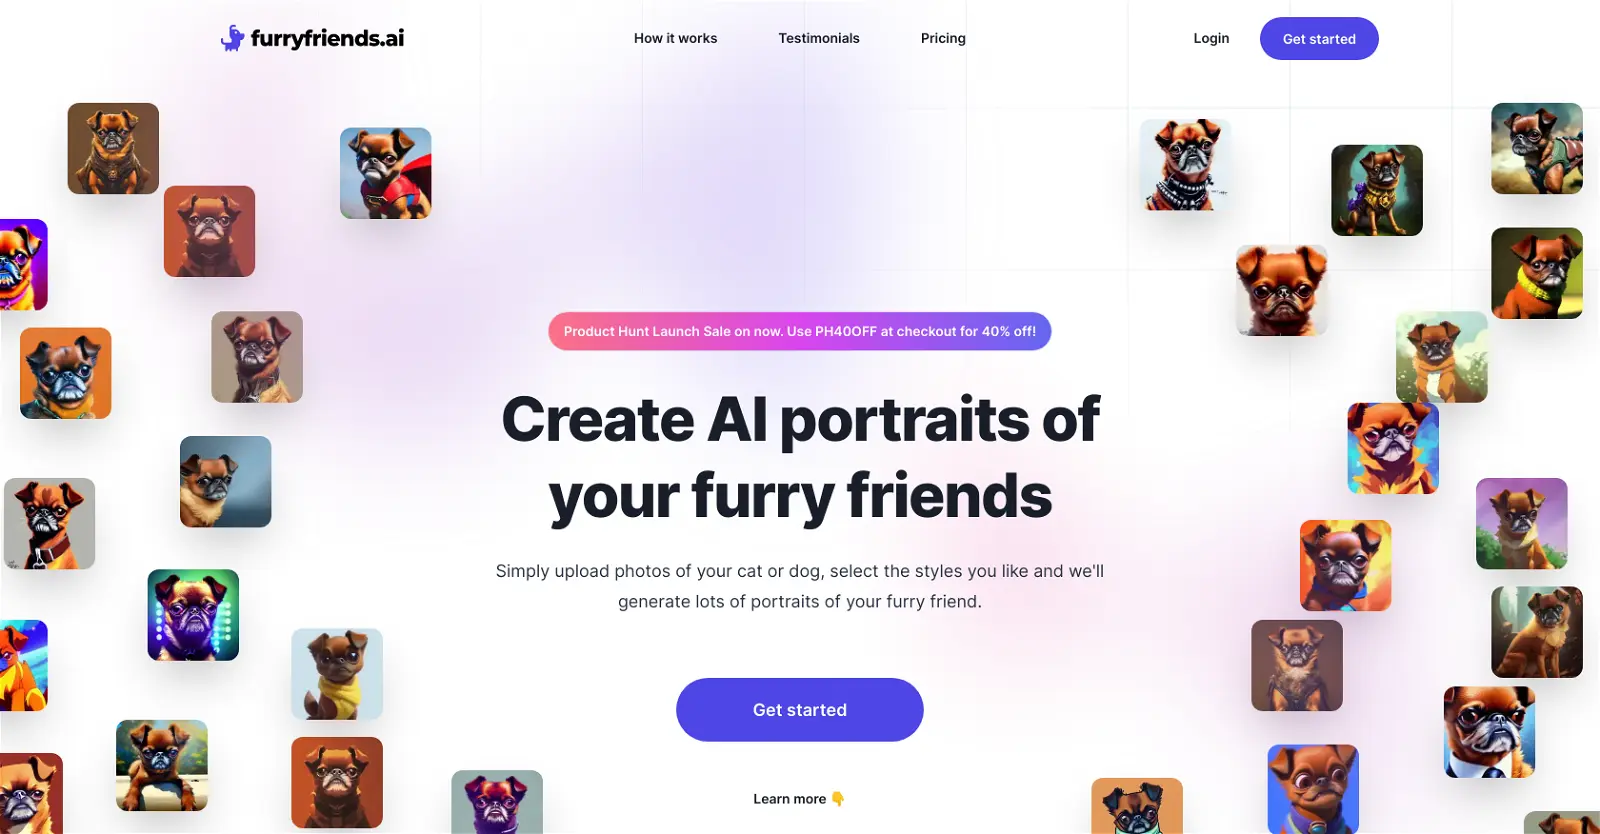 furryfriends.ai
How it works
Testimonials
Pricing
Login
Get started
Product Hunt Launch Sale on now. Use PH40OFF at checkout for 40% off!
Create AI portraits of
your furry friends
Simply upload photos of your cat or dog, select the styles you like and we'll
generate lots of portraits of your furry friend.
Get started
Learn more 👇